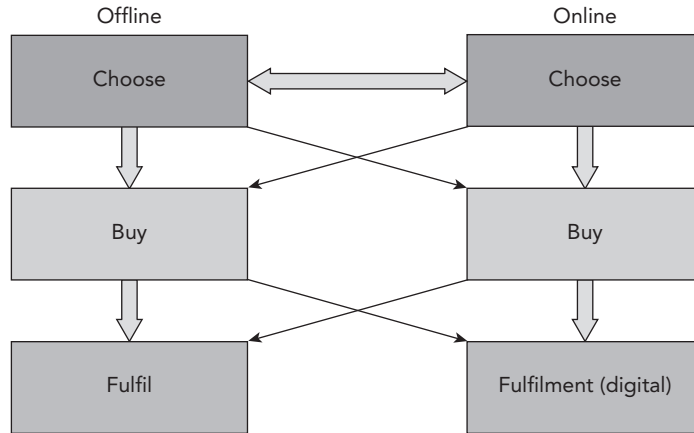 Offline
Online
Choose
Choose
Buy
Buy
Fulfil
Fulfilment (digital)